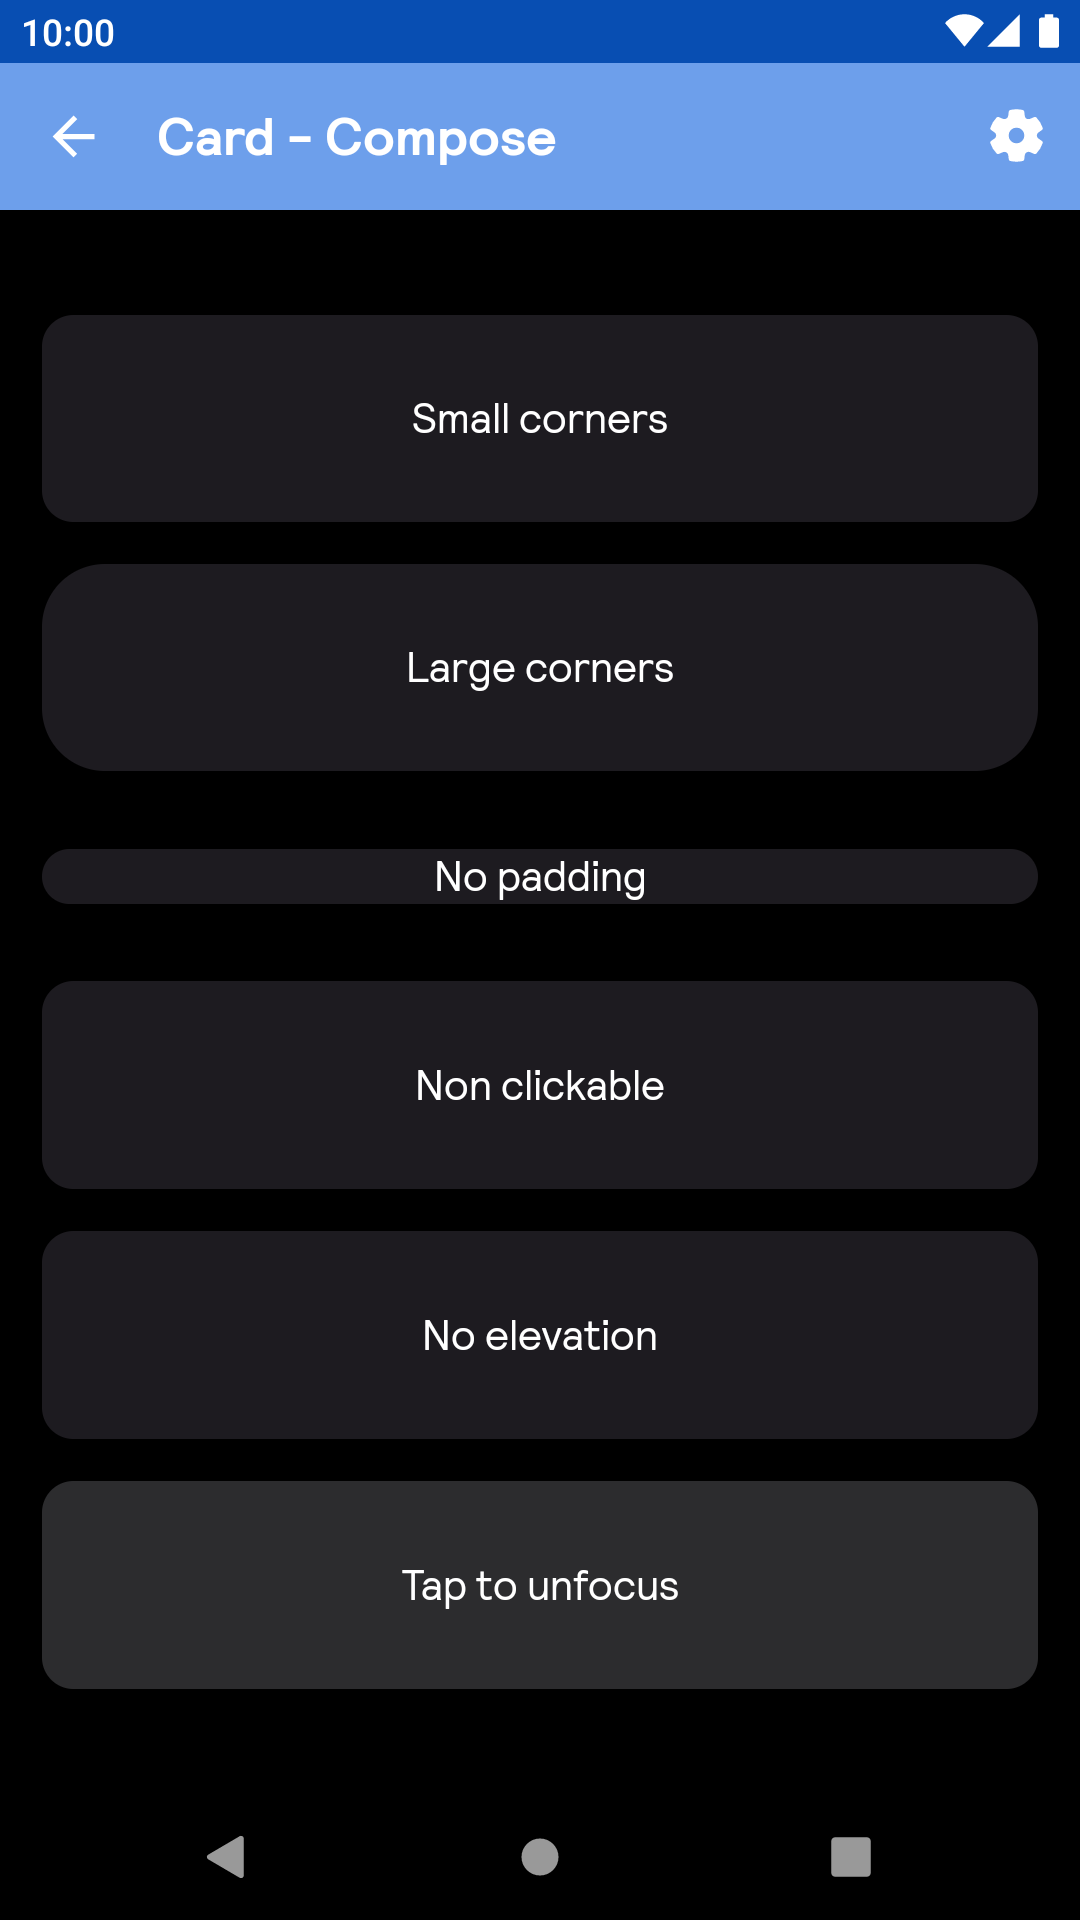 10:00
Card - Compose
Small corners
Large corners
No padding
Non clickable
No elevation
Tap to unfocus